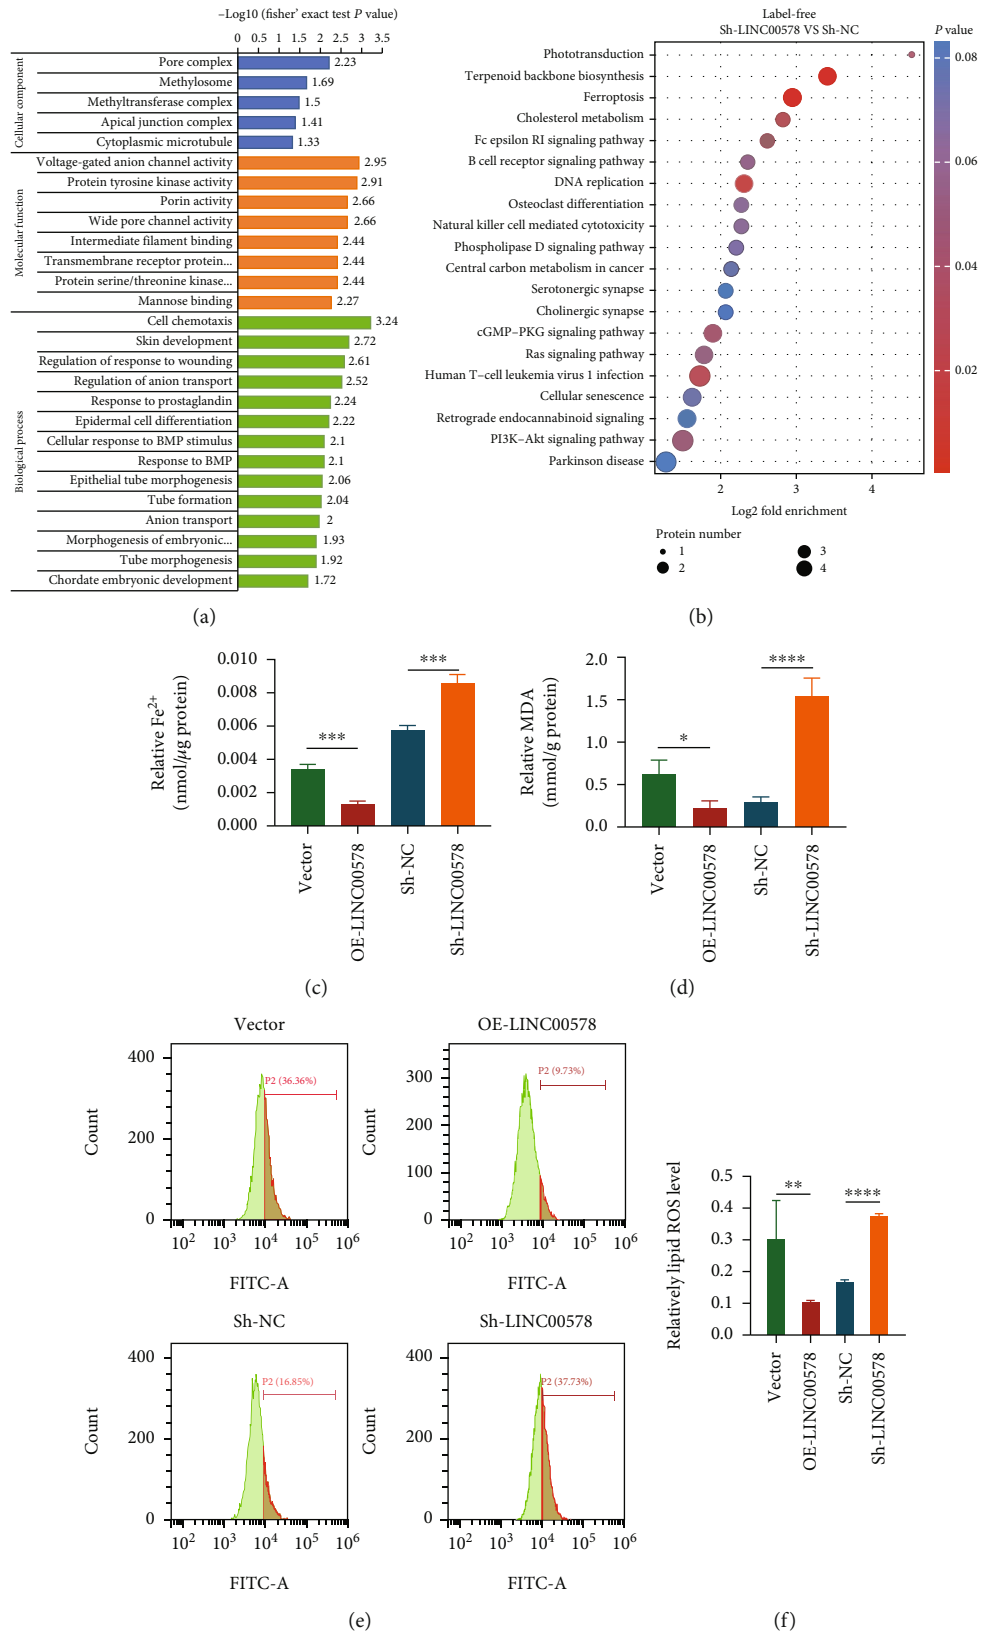 –Log10 (fisher' exact test P value)
0 0.5 1 1.5 2 2.5 3 3.5
Cellular component
Pore complex 2.23
Methylosome 1.69
Methyltransferase complex 1.5
Apical junction complex 1.41
Cytoplasmic microtubule 1.33
Molecular function
Voltage-gated anion channel activity 2.95
Protein tyrosine kinase activity 2.91
Porin activity 2.66
Wide pore channel activity 2.66
Intermediate filament binding 2.44
Transmembrane receptor protein... 2.44
Protein serine/threonine kinase... 2.44
Mannose binding 2.27
Biological process
Cell chemotaxis 3.24
Skin development 2.72
Regulation of response to wounding 2.61
Regulation of anion transport 2.52
Response to prostaglandin 2.24
Epidermal cell differentiation 2.22
Cellular response to BMP stimulus 2.1
Response to BMP 2.1
Epithelial tube morphogenesis 2.06
Tube formation 2.04
Anion transport 2
Morphogenesis of embryonic... 1.93
Tube morphogenesis 1.92
Chordate embryonic development 1.72
(a)
Label-free
Sh-LINC00578 VS Sh-NC
P value
0.08
0.06
0.04
0.02
Phototransduction
Terpenoid backbone biosynthesis
Ferroptosis
Cholesterol metabolism
Fc epsilon RI signaling pathway
B cell receptor signaling pathway
DNA replication
Osteoclast differentiation
Natural killer cell mediated cytotoxicity
Phospholipase D signaling pathway
Central carbon metabolism in cancer
Serotonergic synapse
Cholinergic synapse
cGMP–PKG signaling pathway
Ras signaling pathway
Human T–cell leukemia virus 1 infection
Cellular senescence
Retrograde endocannabinoid signaling
PI3K–Akt signaling pathway
Parkinson disease
2 3 4
Log2 fold enrichment
Protein number
1 3
2 4
(b)
Relative Fe2+
(nmol/μg protein)
0.010
0.008
0.006
0.004
0.002
0.000
***
***
Vector
OE-LINC00578
Sh-NC
Sh-LINC00578
(c)
Relative MDA
(mmol/g protein)
2.0
1.5
1.0
0.5
0.0
*
****
Vector
OE-LINC00578
Sh-NC
Sh-LINC00578
(d)
Vector
Count
400
200
0
P2 (36.36%)
102 103 104 105 106
FITC-A
OE-LINC00578
Count
300
200
100
0
P2 (9.73%)
102 103 104 105 106
FITC-A
Sh-NC
Count
400
200
0
P2 (16.85%)
102 103 104 105 106
FITC-A
Sh-LINC00578
Count
400
200
0
P2 (37.73%)
102 103 104 105 106
FITC-A
(e)
Relatively lipid ROS level
0.5
0.4
0.3
0.2
0.1
0.0
**
****
Vector
OE-LINC00578
Sh-NC
Sh-LINC00578
(f)